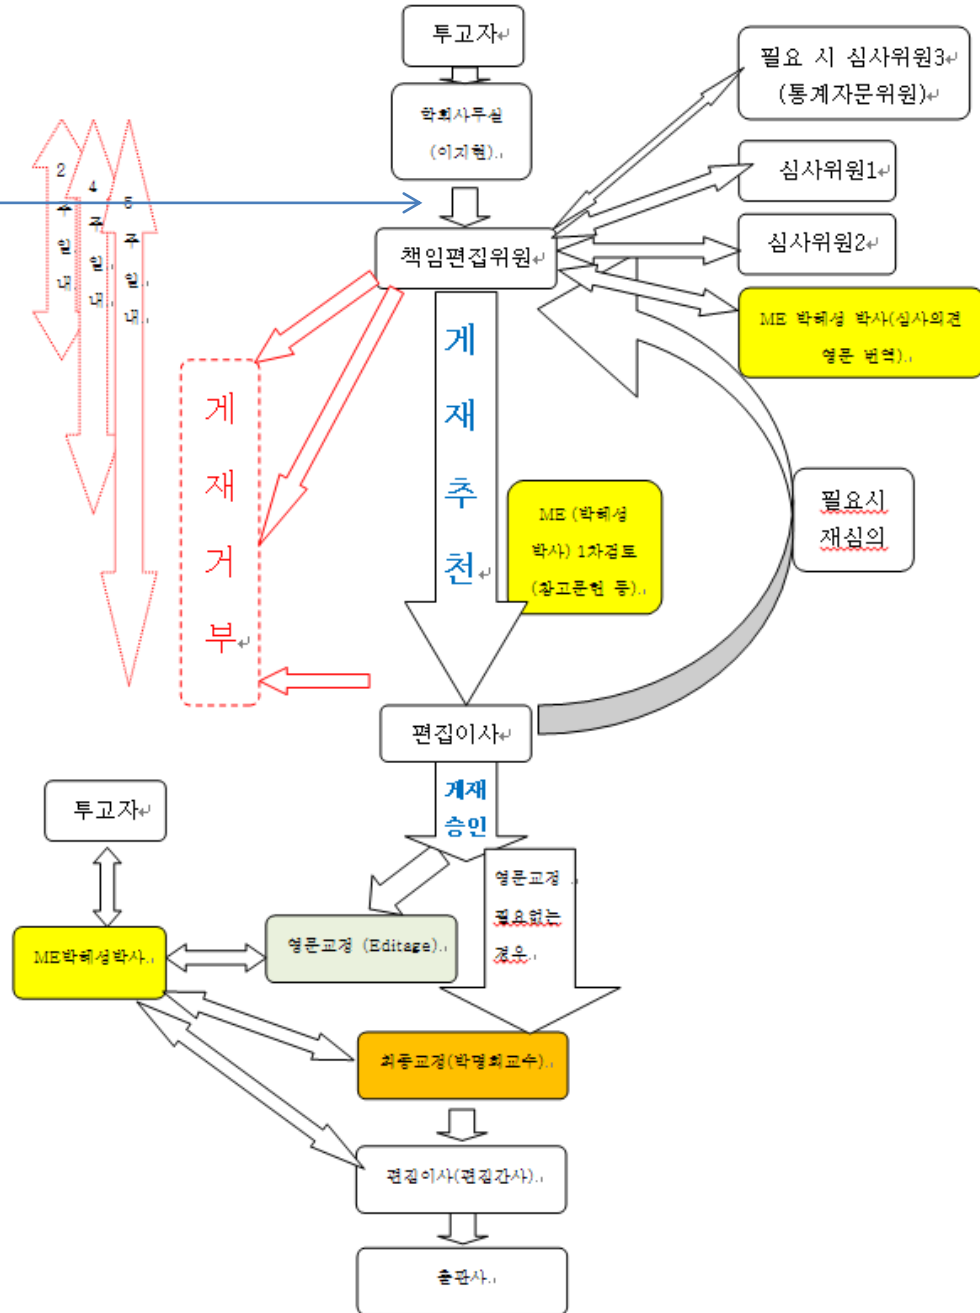 투고자
학회사무실
(이지현).
필요 시 심사위원3
(통계자문위원)
심사위원1
심사위원2
ME 박혜성 박사(심사의견
영문 번역).
책임편집위원
2주일내
4주일내
6주일내
게재거부
게재추천
ME (박혜성
박사) 1차검토
(참고문헌 등).
필요시
재심의
편집이사
게재
승인
투고자
ME박혜성박사.
영문교정 (Editage).
영문교정
필요없는
경우.
최종교정(박명희교수).
편집이사(편집간사).
출판사.